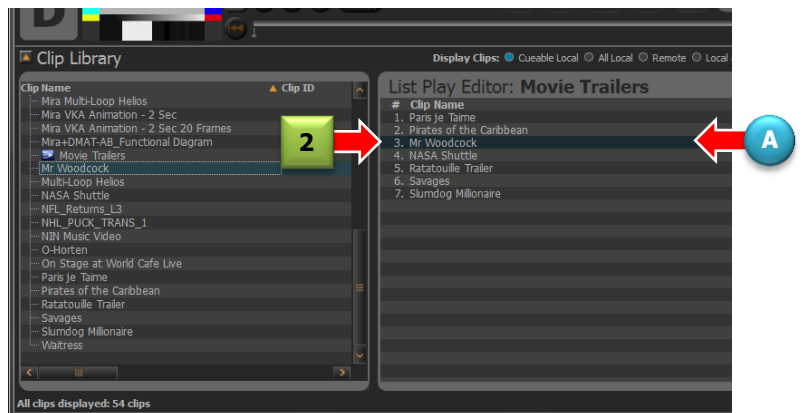 D
Clip Library
Display Clips: Cueable Local All Local Remote Local
Clip Name Clip ID
Mira Multi-Loop Helios
Mira VKA Animation - 2 Sec
Mira VKA Animation - 2 Sec 20 Frames
Mira+DMAT-AB_Functional Diagram
Movie Trailers
Mr Woodcock
Multi-Loop Helios
NASA Shuttle
NFL_Returns_L3
NHL_PUCK_TRANS_1
NIN Music Video
O-Horten
On Stage at World Cafe Live
Paris je Taime
Pirates of the Caribbean
Ratatouille Trailer
Savages
Slumdog Millionaire
Waitress
All clips displayed: 54 clips
2
List Play Editor: Movie Trailers
# Clip Name
1. Paris je Taime
2. Pirates of the Caribbean
3. Mr Woodcock
4. NASA Shuttle
5. Ratatouille Trailer
6. Savages
7. Slumdog Millionaire
A